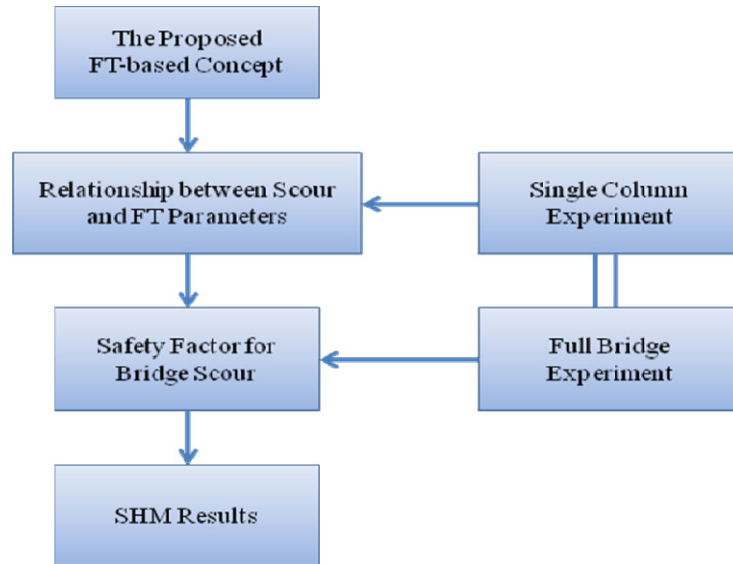 The Proposed
FT-based Concept
Relationship between Scour
and FT Parameters
Single Column
Experiment
Safety Factor for
Bridge Scour
Full Bridge
Experiment
SHM Results